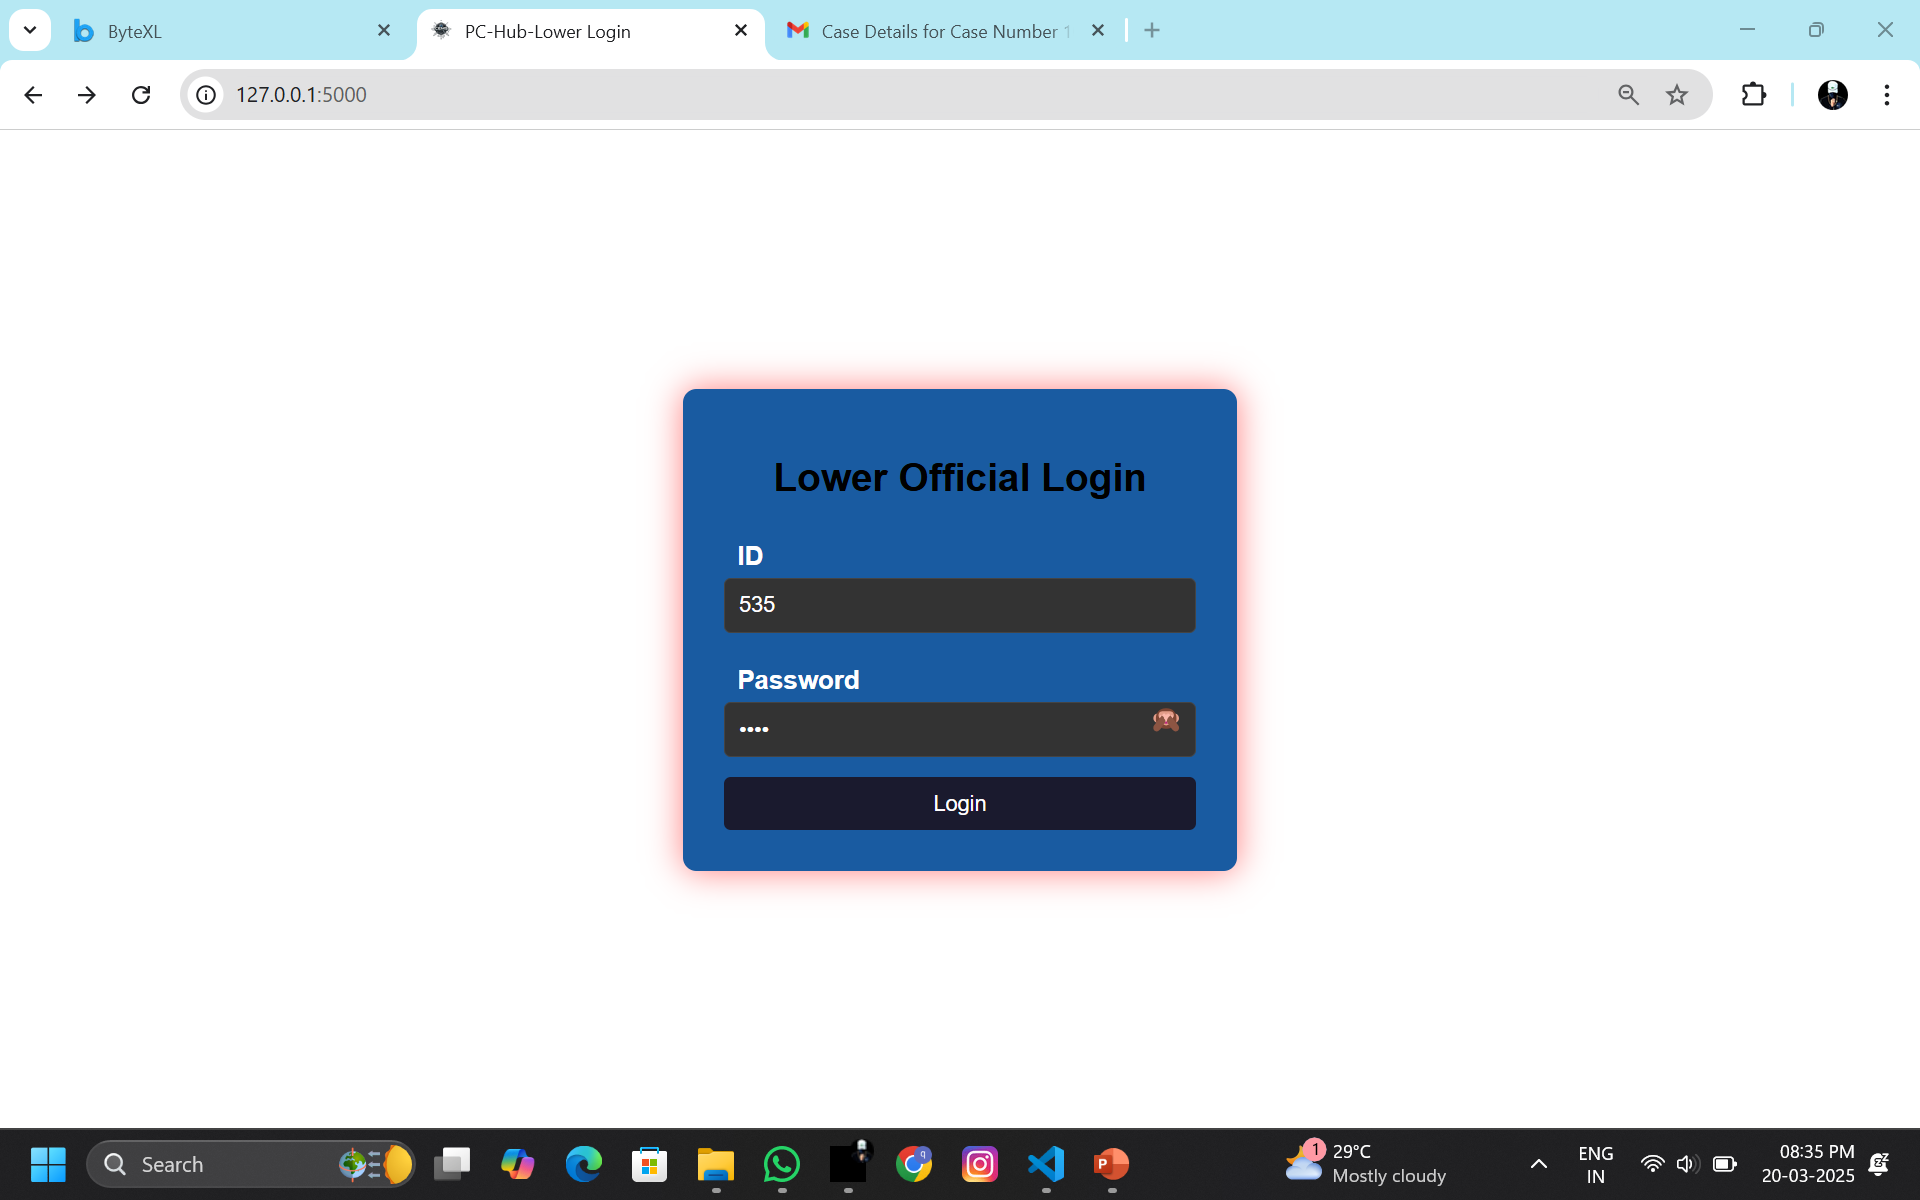 ByteXL
PC-Hub-Lower Login
Case Details for Case Number 1
127.0.0.1:5000
Lower Official Login
ID
535
Password
••••
Login
Search
1
29°C
Mostly cloudy
ENG
IN
08:35 PM
20-03-2025